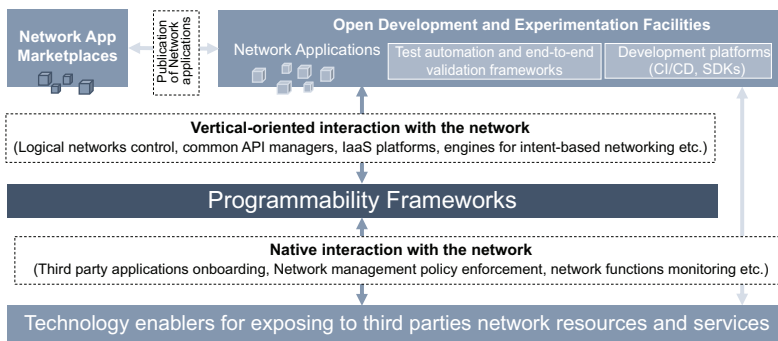 Network App
Marketplaces
Publication
of Network
applications
Open Development and Experimentation Facilities
Network Applications
Test automation and end-to-end
validation frameworks
Development platforms
(CI/CD, SDKs)
Vertical-oriented interaction with the network
(Logical networks control, common API managers, IaaS platforms, engines for intent-based networking etc.)
Programmability Frameworks
Native interaction with the network
(Third party applications onboarding, Network management policy enforcement, network functions monitoring etc.)
Technology enablers for exposing to third parties network resources and services